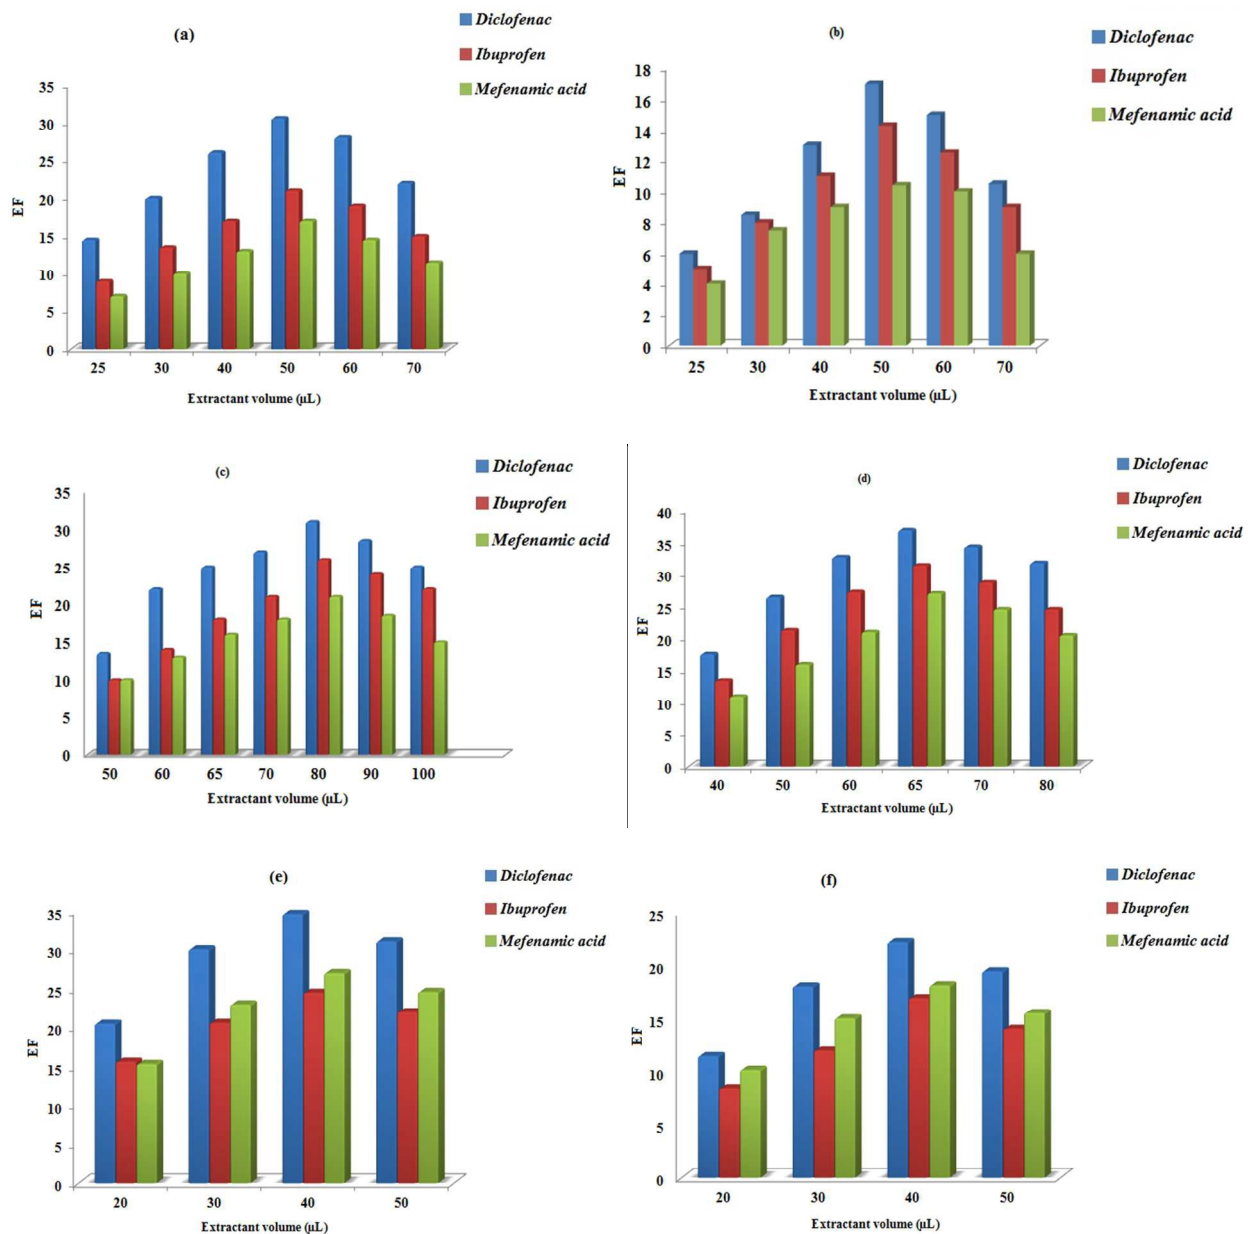 (a)
Diclofenac
Ibuprofen
Mefenamic acid
35
30
25
20
15
10
5
0
EF
25 30 40 50 60 70
Extractant volume (µL)
(b)
Diclofenac
Ibuprofen
Mefenamic acid
18
16
14
12
10
8
6
4
2
0
EF
25 30 40 50 60 70
Extractant volume (µL)
(c)
Diclofenac
Ibuprofen
Mefenamic acid
35
30
25
20
15
10
5
0
EF
50 60 65 70 80 90 100
Extractant volume (µL)
(d)
Diclofenac
Ibuprofen
Mefenamic acid
40
35
30
25
20
15
10
5
0
EF
40 50 60 65 70 80
Extractant volume (µL)
(e)
Diclofenac
Ibuprofen
Mefenamic acid
35
30
25
20
15
10
5
0
EF
20 30 40 50
Extractant volume (µL)
(f)
Diclofenac
Ibuprofen
Mefenamic acid
25
20
15
10
5
0
EF
20 30 40 50
Extractant volume (µL)